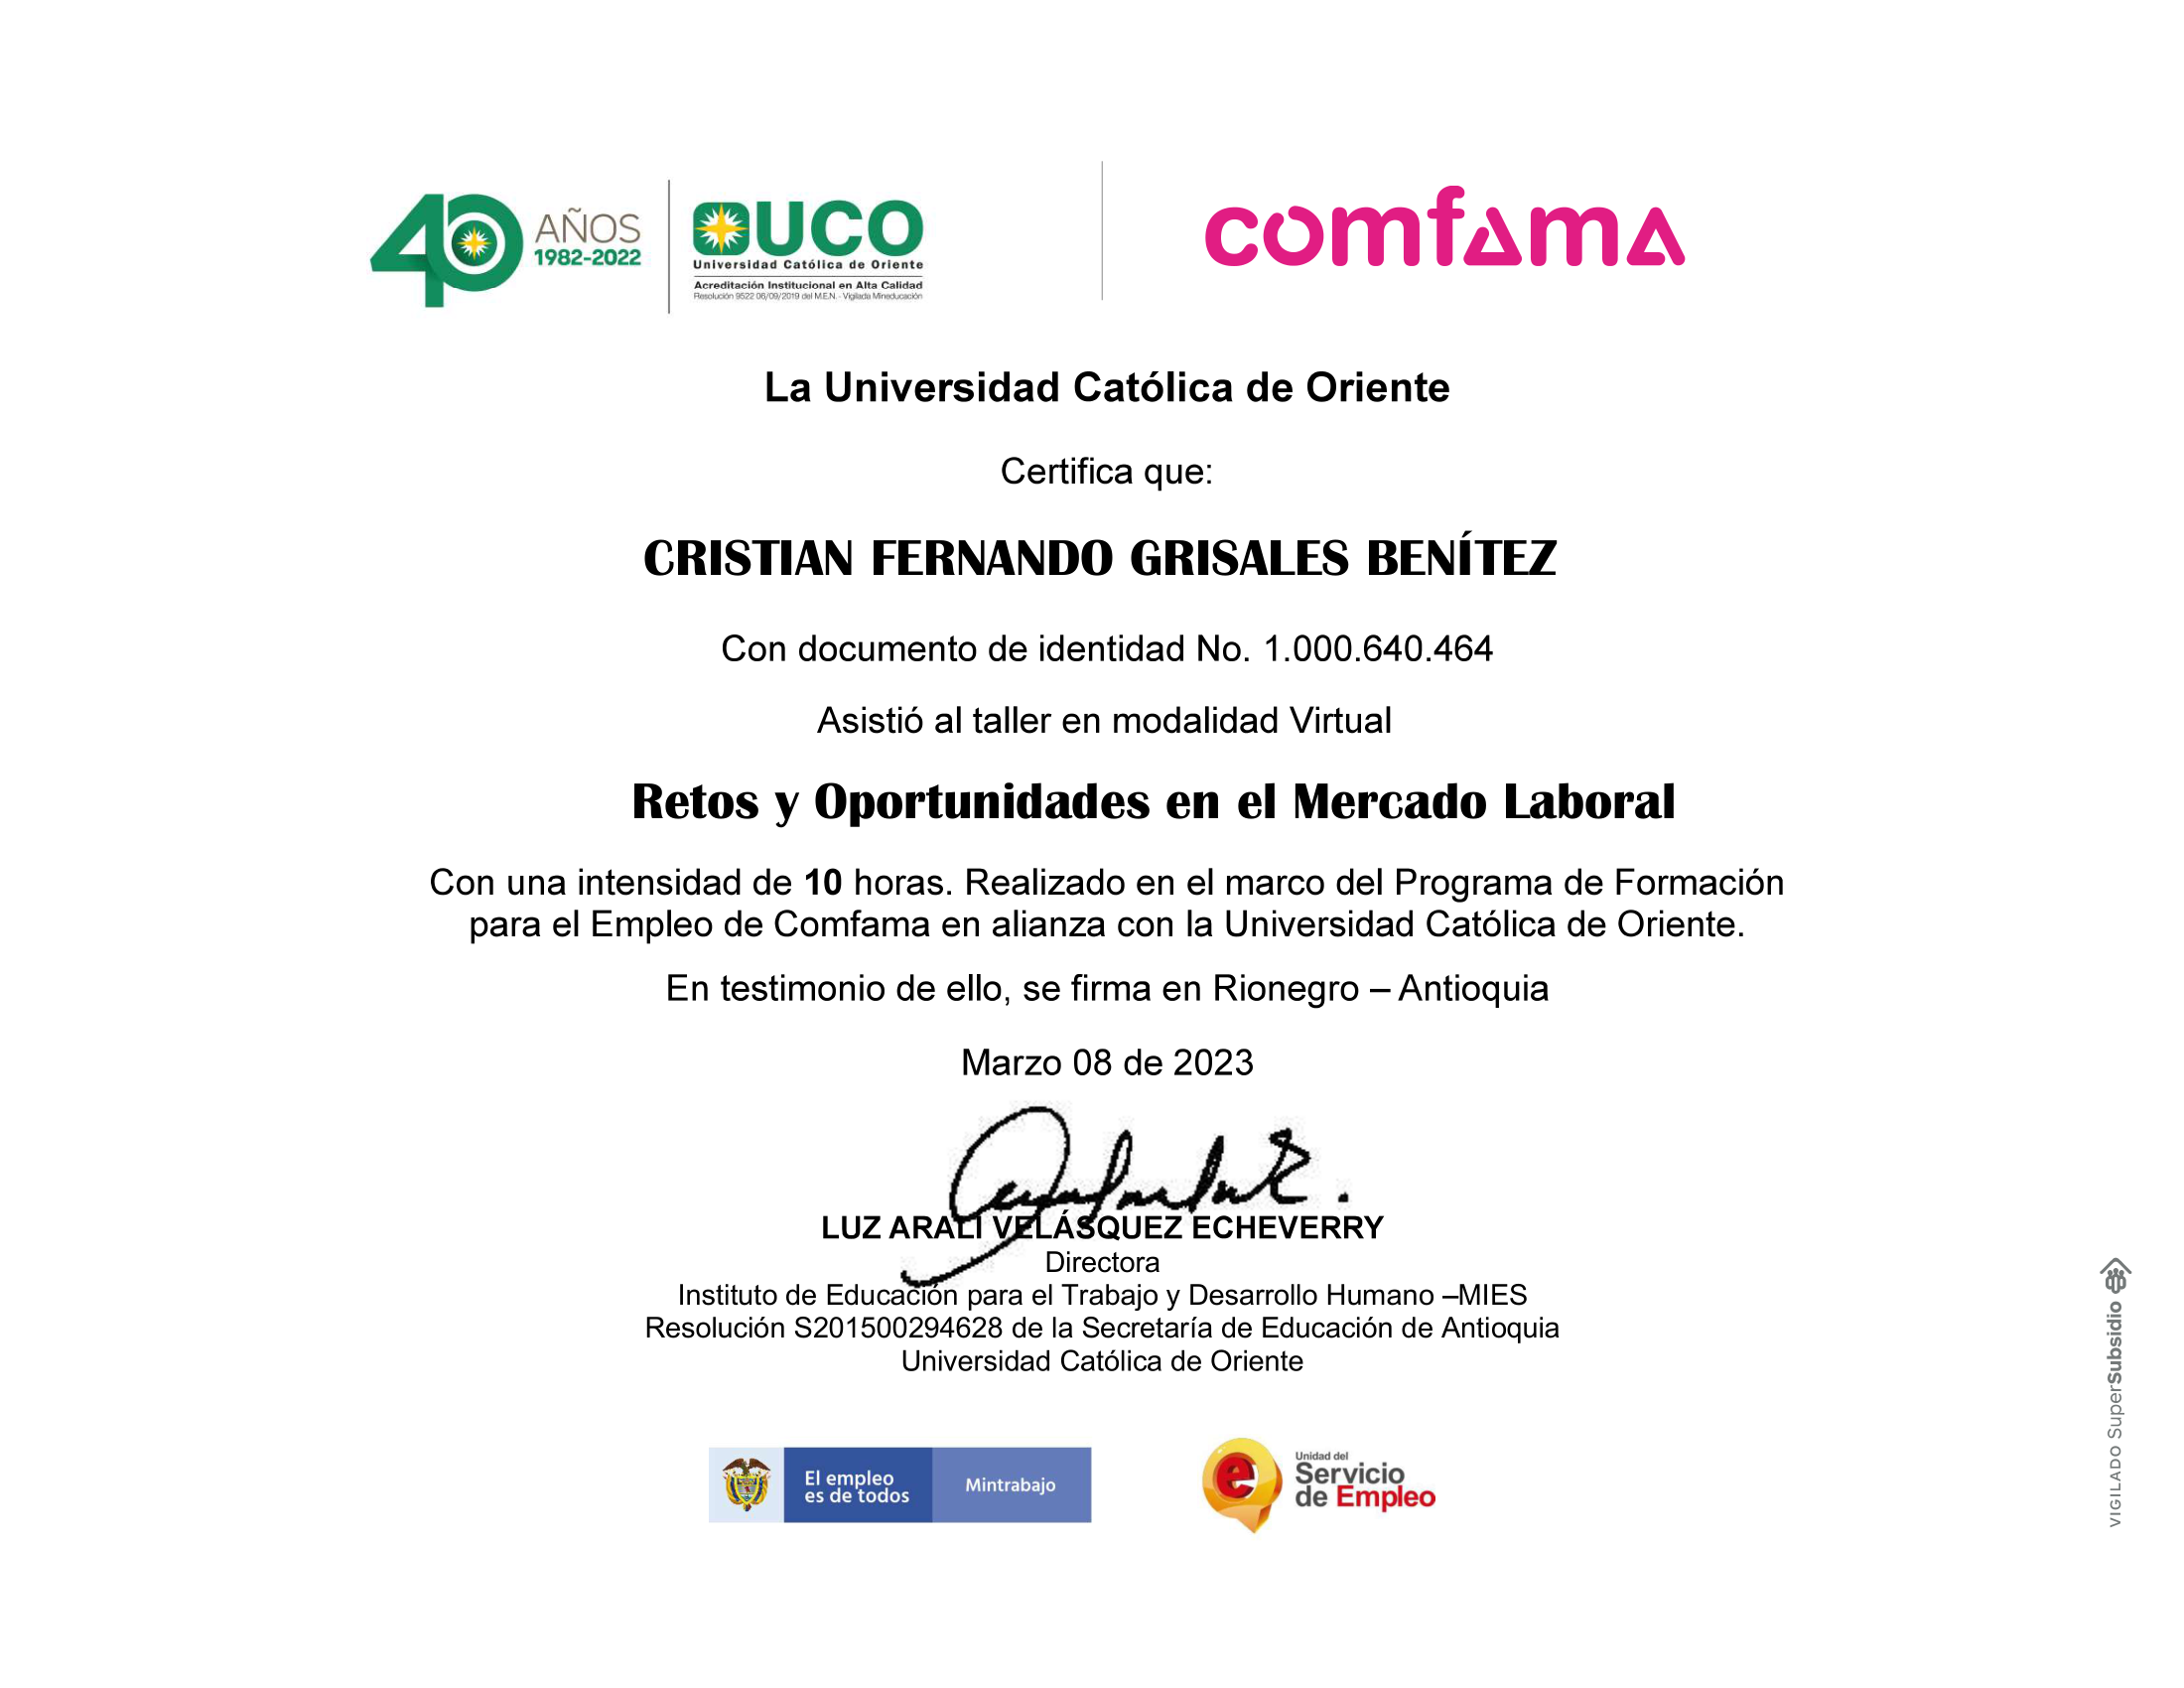 40 AÑOS
1982-2022
UCO
Universidad Católica de Oriente
Acreditación Institucional en Alta Calidad
Resolución 9522 06/09/2019 del M.E.N. - Vigilada Mineducación
comfama
La Universidad Católica de Oriente
Certifica que:
CRISTIAN FERNANDO GRISALES BENÍTEZ
Con documento de identidad No. 1.000.640.464
Asistió al taller en modalidad Virtual
Retos y Oportunidades en el Mercado Laboral
Con una intensidad de 10 horas. Realizado en el marco del Programa de Formación
para el Empleo de Comfama en alianza con la Universidad Católica de Oriente.
En testimonio de ello, se firma en Rionegro – Antioquia
Marzo 08 de 2023
LUZ ARALI VELÁSQUEZ ECHEVERRY
Directora
Instituto de Educación para el Trabajo y Desarrollo Humano –MIES
Resolución S201500294628 de la Secretaría de Educación de Antioquia
Universidad Católica de Oriente
El empleo
es de todos
Mintrabajo
Unidad del
Servicio
de Empleo
VIGILADO SuperSubsidio